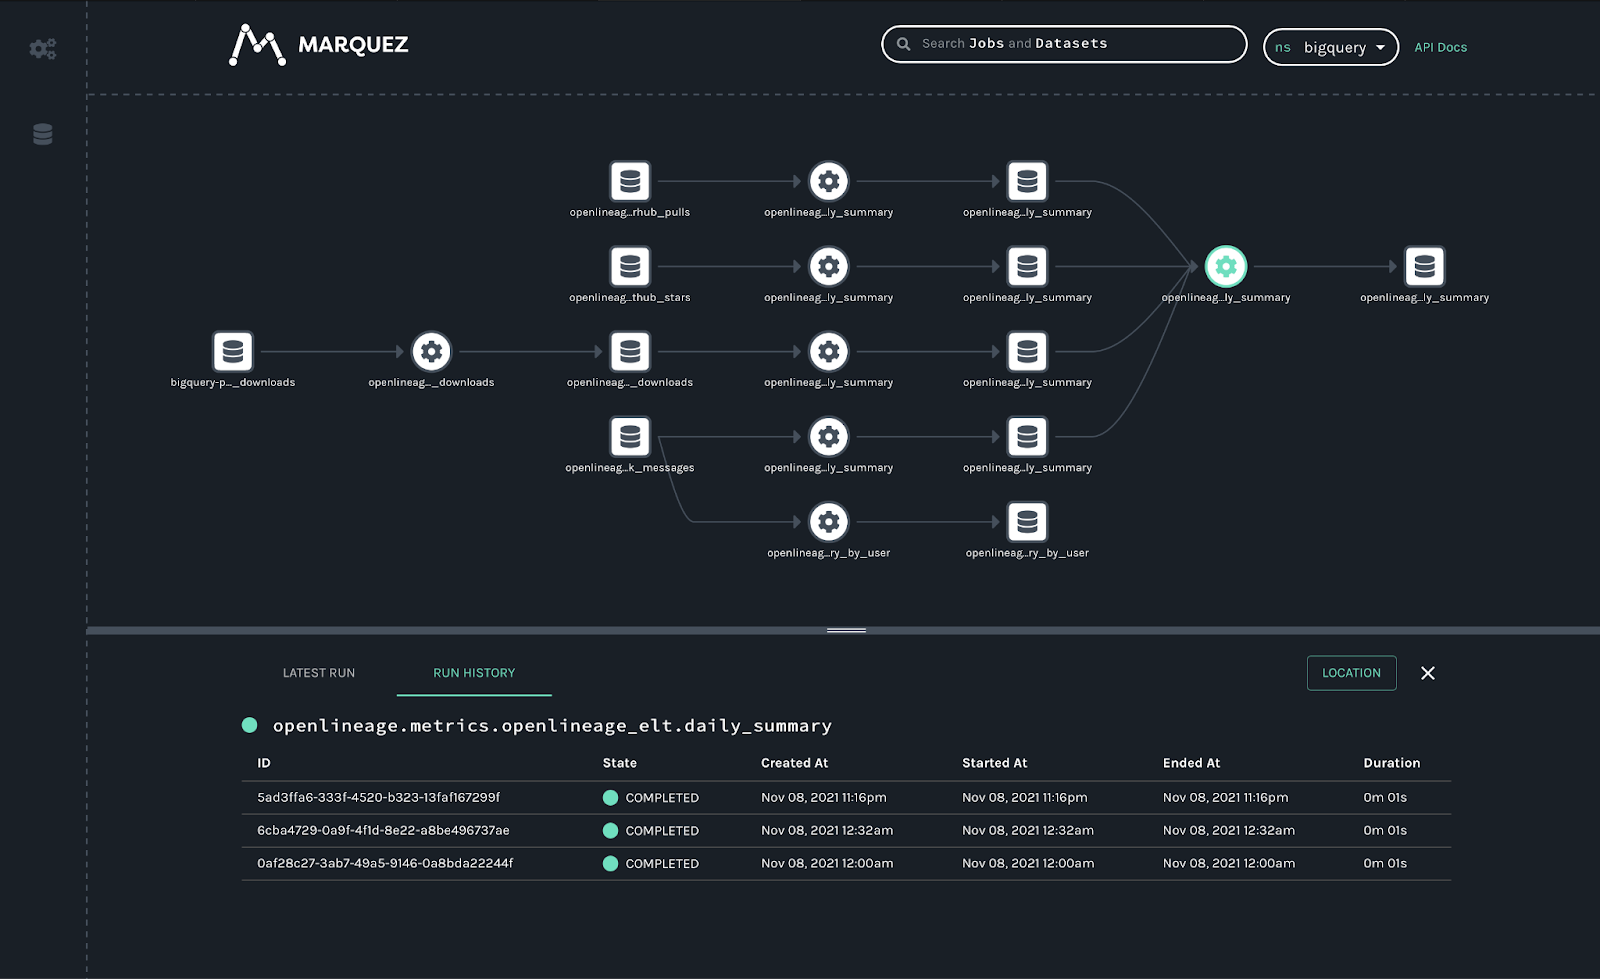 MARQUEZ
Search Jobs and Datasets
ns bigquery
API Docs
openlineag...rhub_pulls
openlineag...ly_summary
openlineag...ly_summary
openlineag...thub_stars
openlineag...ly_summary
openlineag...ly_summary
openlineag...ly_summary
openlineag...ly_summary
bigquery-p..._downloads
openlineag..._downloads
openlineag..._downloads
openlineag...ly_summary
openlineag...ly_summary
openlineag...k_messages
openlineag...ly_summary
openlineag...ly_summary
openlineag...ry_by_user
openlineag...ry_by_user
LATEST RUN
RUN HISTORY
LOCATION
openlineage.metrics.openlineage_elt.daily_summary
ID State Created At Started At Ended At Duration
5ad3ffa6-333f-4520-b323-13faf167299f COMPLETED Nov 08, 2021 11:16pm Nov 08, 2021 11:16pm Nov 08, 2021 11:16pm 0m 01s
6cba4729-0a9f-4f1d-8e22-a8be496737ae COMPLETED Nov 08, 2021 12:32am Nov 08, 2021 12:32am Nov 08, 2021 12:32am 0m 01s
0af28c27-3ab7-49a5-9146-0a8bda22244f COMPLETED Nov 08, 2021 12:00am Nov 08, 2021 12:00am Nov 08, 2021 12:00am 0m 01s